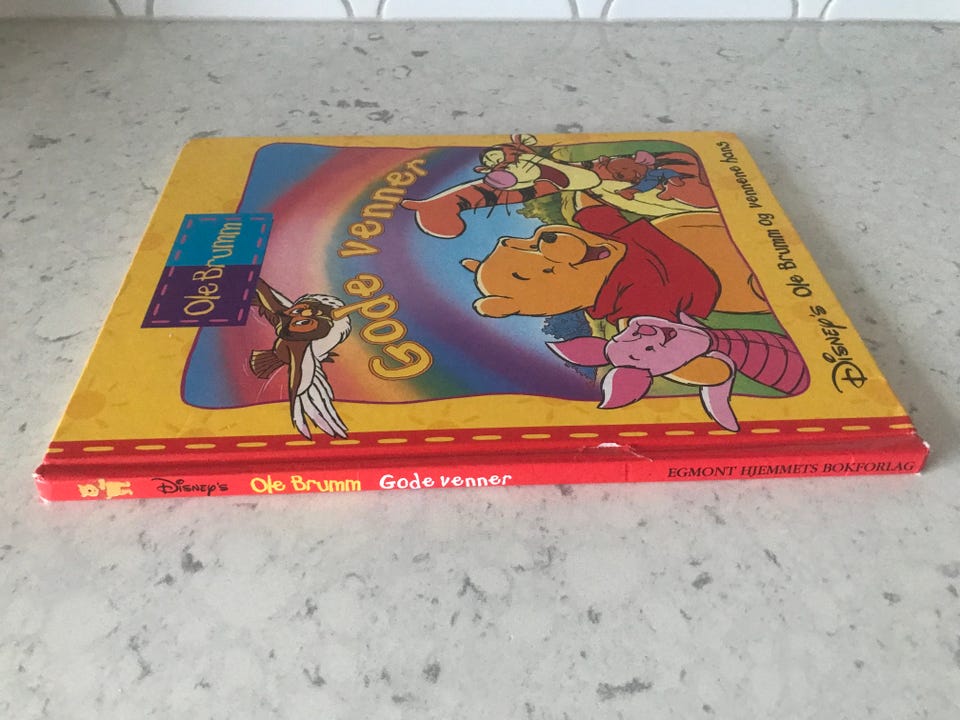 Ole Brumm
Gode venner
Disney's Ole Brumm og vennene hans
Disney's Ole Brumm Gode venner EGMONT HJEMMETS BOKFORLAG